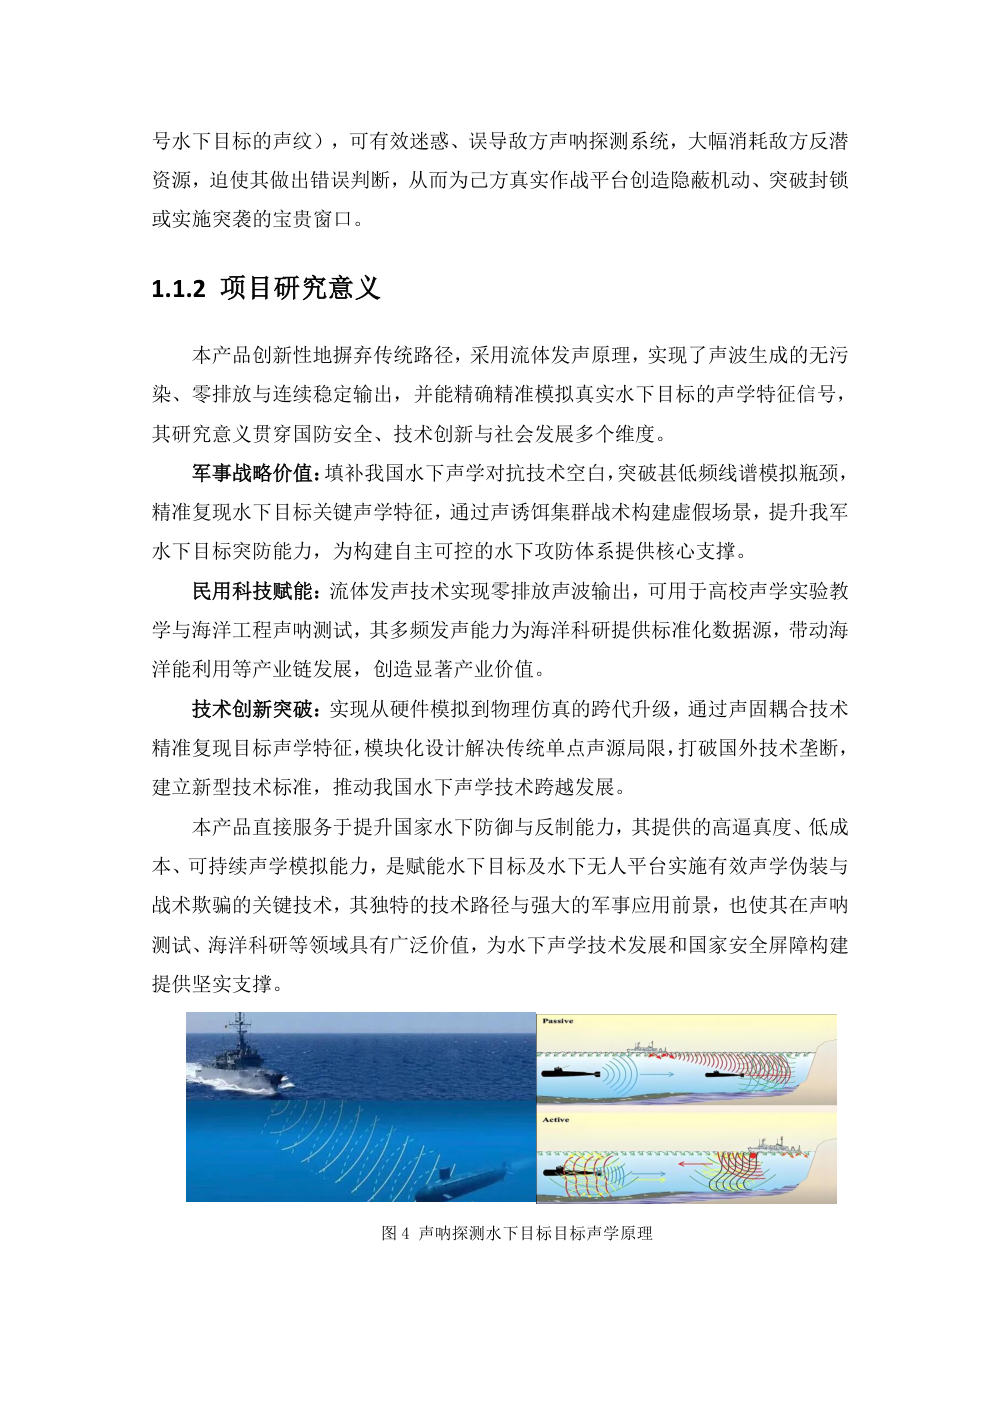 号水下目标的声纹），可有效迷惑、误导敌方声呐探测系统，大幅消耗敌方反潜
资源，迫使其做出错误判断，从而为己方真实作战平台创造隐蔽机动、突破封锁
或实施突袭的宝贵窗口。
1.1.2 项目研究意义
本产品创新性地摒弃传统路径，采用流体发声原理，实现了声波生成的无污
染、零排放与连续稳定输出，并能精确精准模拟真实水下目标的声学特征信号，
其研究意义贯穿国防安全、技术创新与社会发展多个维度。
军事战略价值：填补我国水下声学对抗技术空白，突破甚低频线谱模拟瓶颈，
精准复现水下目标关键声学特征，通过声诱饵集群战术构建虚假场景，提升我军
水下目标突防能力，为构建自主可控的水下攻防体系提供核心支撑。
民用科技赋能：流体发声技术实现零排放声波输出，可用于高校声学实验教
学与海洋工程声呐测试，其多频发声能力为海洋科研提供标准化数据源，带动海
洋能利用等产业链发展，创造显著产业价值。
技术创新突破：实现从硬件模拟到物理仿真的跨代升级，通过声固耦合技术
精准复现目标声学特征，模块化设计解决传统单点声源局限，打破国外技术垄断，
建立新型技术标准，推动我国水下声学技术跨越发展。
本产品直接服务于提升国家水下防御与反制能力，其提供的高逼真度、低成
本、可持续声学模拟能力，是赋能水下目标及水下无人平台实施有效声学伪装与
战术欺骗的关键技术，其独特的技术路径与强大的军事应用前景，也使其在声呐
测试、海洋科研等领域具有广泛价值，为水下声学技术发展和国家安全屏障构建
提供坚实支撑。
Passive
Active
图 4 声呐探测水下目标目标声学原理